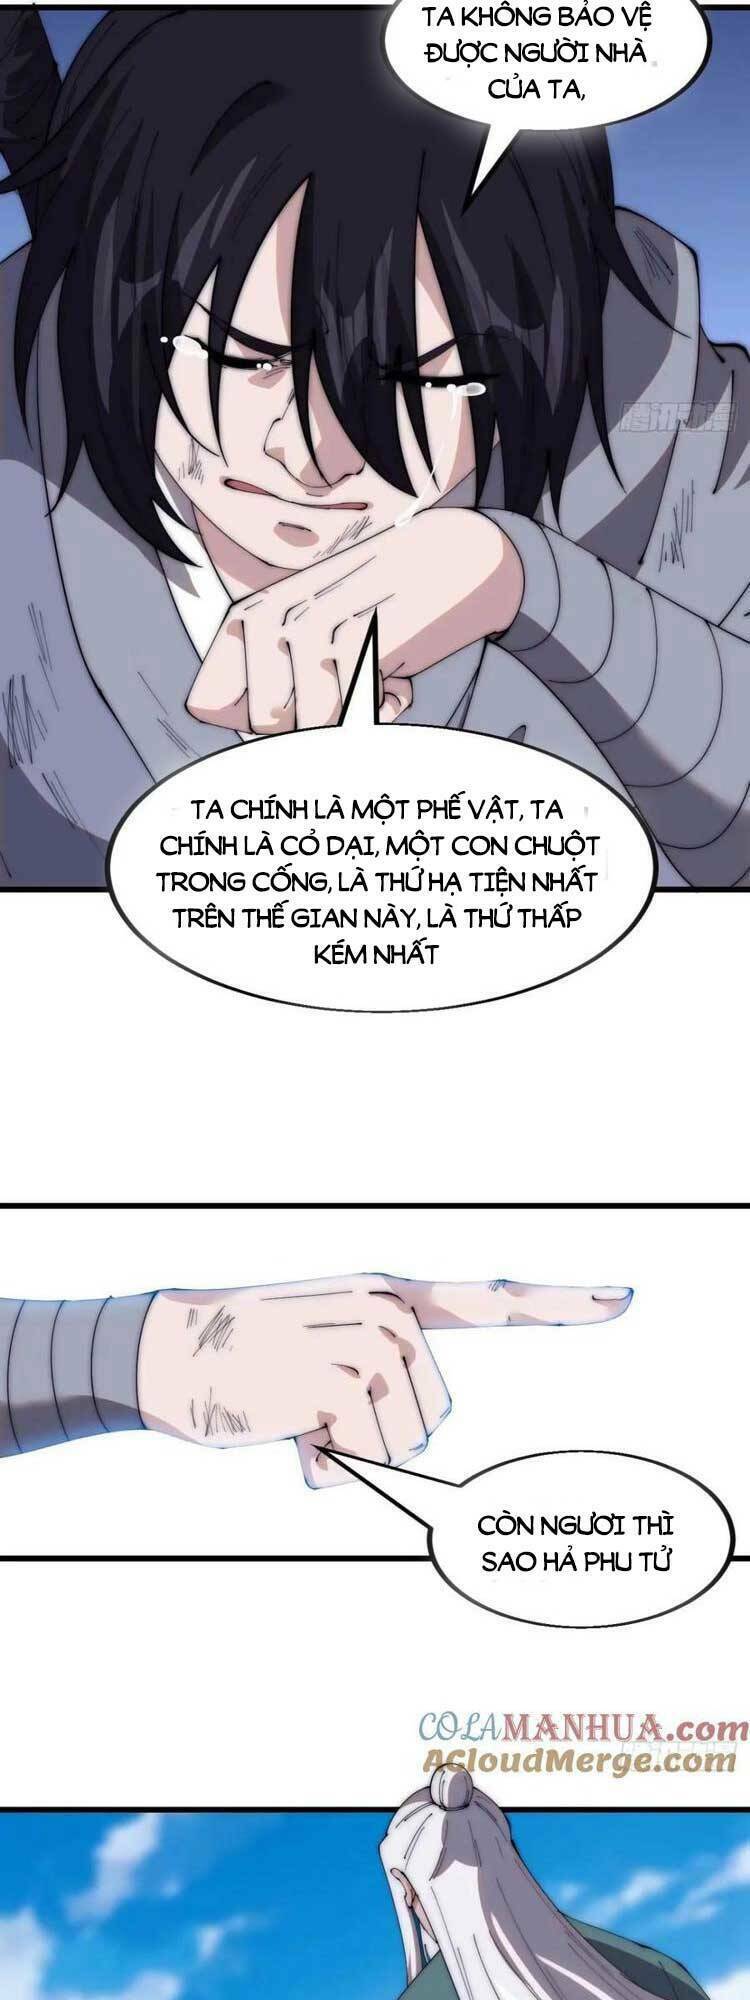 TA KHÔNG BẢO VỆ
ĐƯỢC NGƯỜI NHÀ
CỦA TA,
TA CHÍNH LÀ MỘT PHẾ VẬT, TA
CHÍNH LÀ CỎ DẠI, MỘT CON CHUỘT
TRONG CỐNG, LÀ THỨ HẠ TIỆN NHẤT
TRÊN THẾ GIAN NÀY, LÀ THỨ THẤP
KÉM NHẤT
CÒN NGƯƠI THÌ
SAO HẢ PHU TỬ
COLAMANHUA.com
ACloudMerge.com